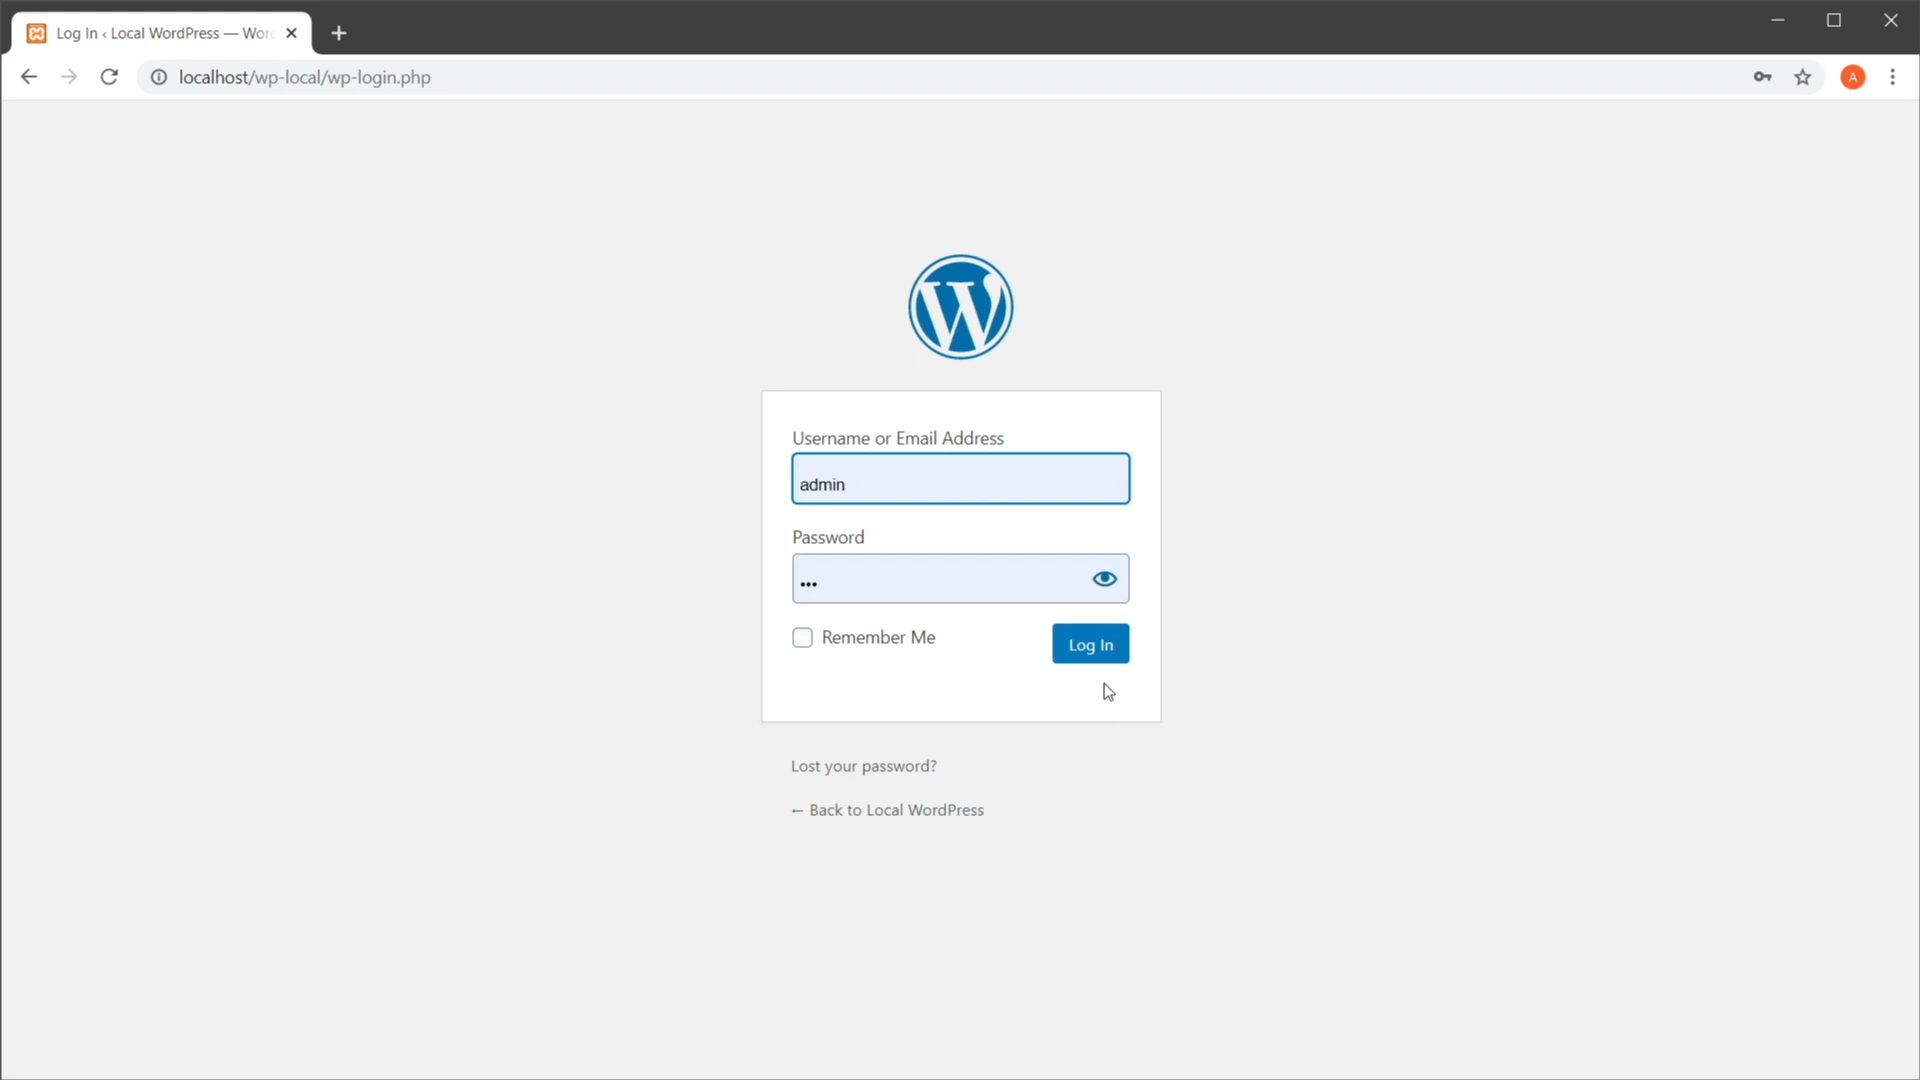 Log In ‹ Local WordPress — Wor
localhost/wp-local/wp-login.php
A
W
Username or Email Address
admin
Password
•••
Remember Me
Log In
Lost your password?
← Back to Local WordPress